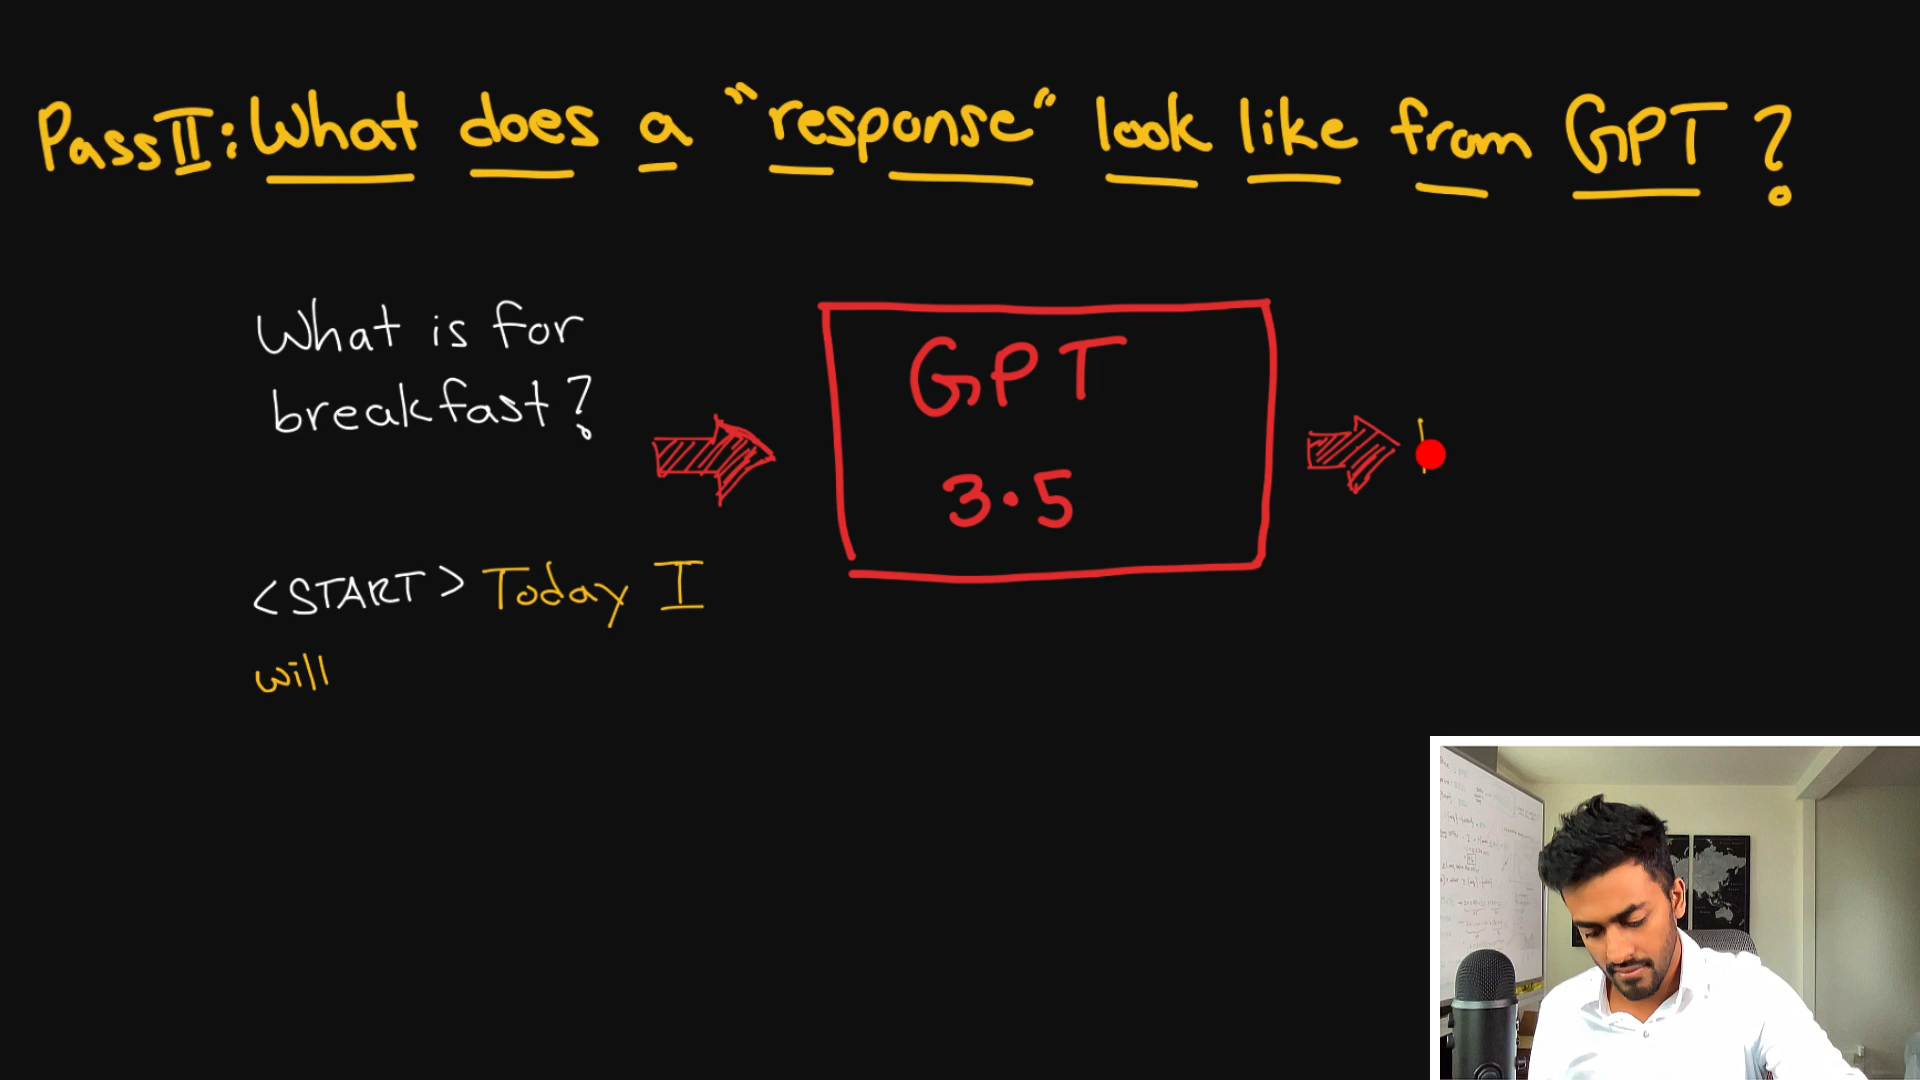 Pass II: What does a "response" look like from GPT?
What is for
breakfast?
GPT
3.5
<START> Today I
will